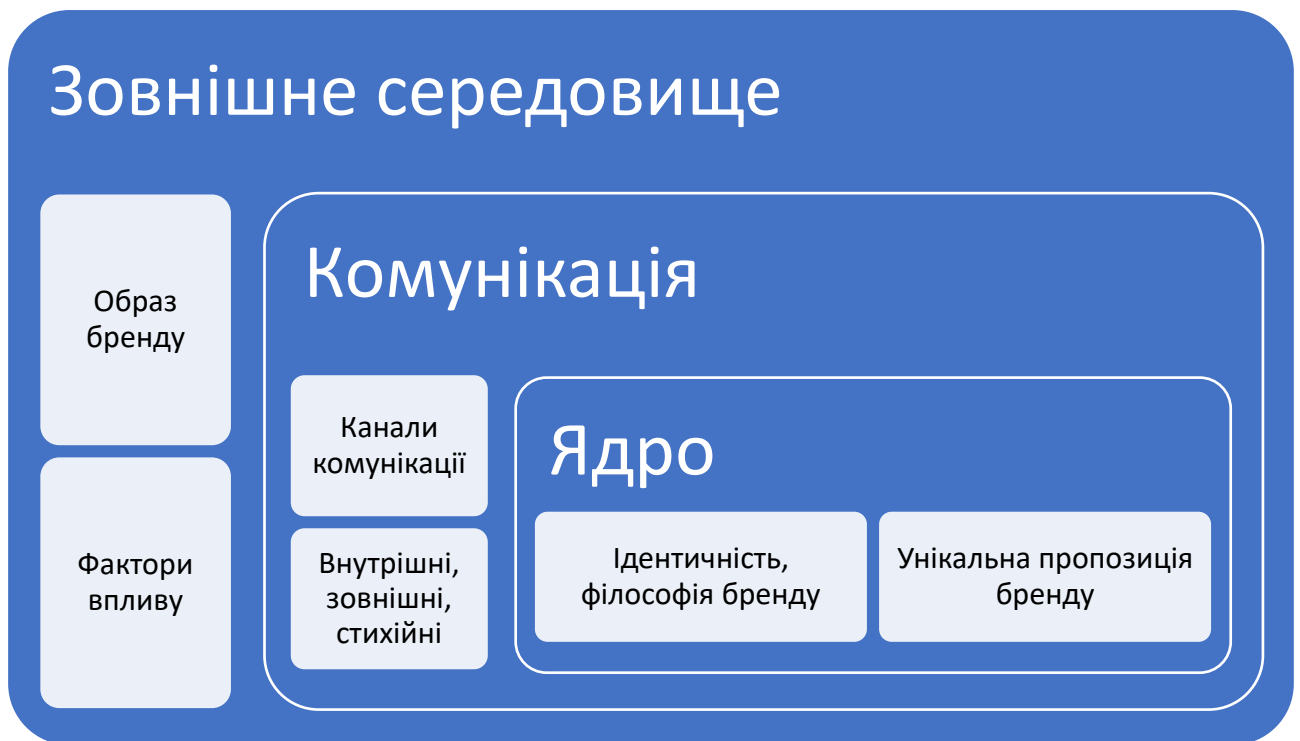 Зовнішне середовище
Образ
бренду
Фактори
впливу
Комунікація
Канали
комунікації
Внутрішні,
зовнішні,
стихійні
Ядро
Ідентичність,
філософія бренду
Унікальна пропозиція
бренду